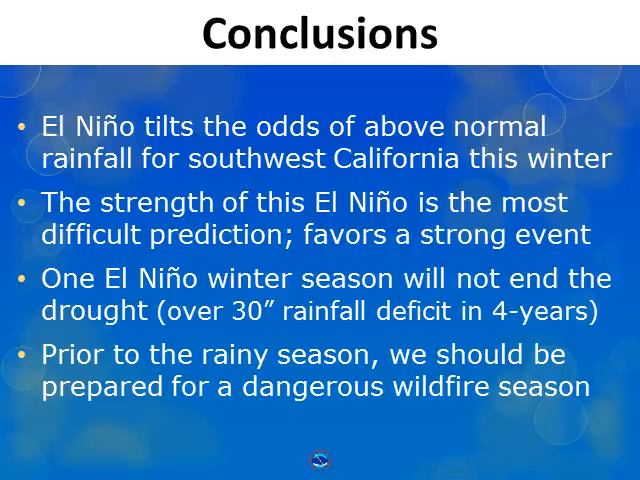 Conclusions
• El Niño tilts the odds of above normal
rainfall for southwest California this winter
• The strength of this El Niño is the most
difficult prediction; favors a strong event
• One El Niño winter season will not end the
drought (over 30” rainfall deficit in 4-years)
• Prior to the rainy season, we should be
prepared for a dangerous wildfire season